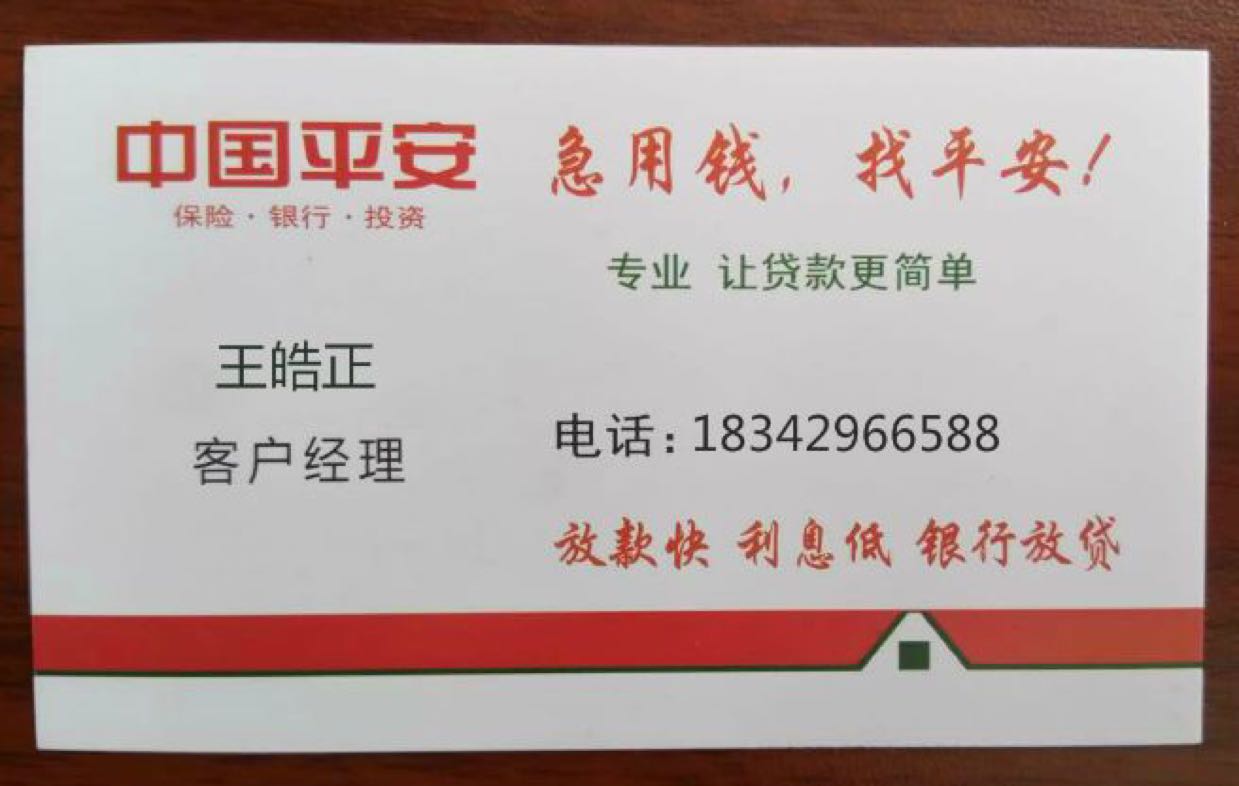 中国平安
保险·银行·投资
急用钱，找平安！
专业 让贷款更简单
王皓正
客户经理
电话：18342966588
放款快 利息低 银行放贷